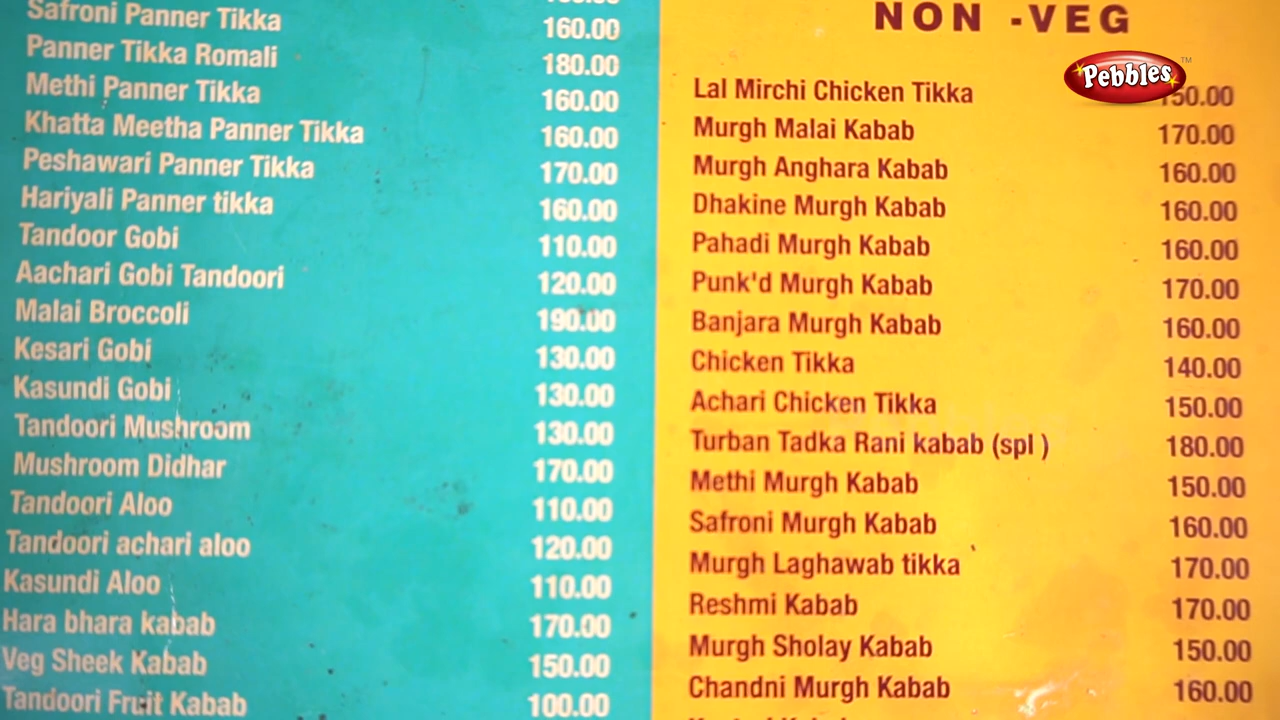 Safroni Panner Tikka 160.00
Panner Tikka Romali 180.00
Methi Panner Tikka 160.00
Khatta Meetha Panner Tikka 160.00
Peshawari Panner Tikka 170.00
Hariyali Panner tikka 160.00
Tandoor Gobi 110.00
Aachari Gobi Tandoori 120.00
Malai Broccoli 190.00
Kesari Gobi 130.00
Kasundi Gobi 130.00
Tandoori Mushroom 130.00
Mushroom Didhar 170.00
Tandoori Aloo 110.00
Tandoori achari aloo 120.00
Kasundi Aloo 110.00
Hara bhara kabab 170.00
Veg Sheek Kabab 150.00
Tandoori Fruit Kabab 100.00
NON -VEG
Pebbles™
Lal Mirchi Chicken Tikka 150.00
Murgh Malai Kabab 170.00
Murgh Anghara Kabab 160.00
Dhakine Murgh Kabab 160.00
Pahadi Murgh Kabab 160.00
Punk'd Murgh Kabab 170.00
Banjara Murgh Kabab 160.00
Chicken Tikka 140.00
Achari Chicken Tikka 150.00
Turban Tadka Rani kabab (spl ) 180.00
Methi Murgh Kabab 150.00
Safroni Murgh Kabab 160.00
Murgh Laghawab tikka 170.00
Reshmi Kabab 170.00
Murgh Sholay Kabab 150.00
Chandni Murgh Kabab 160.00